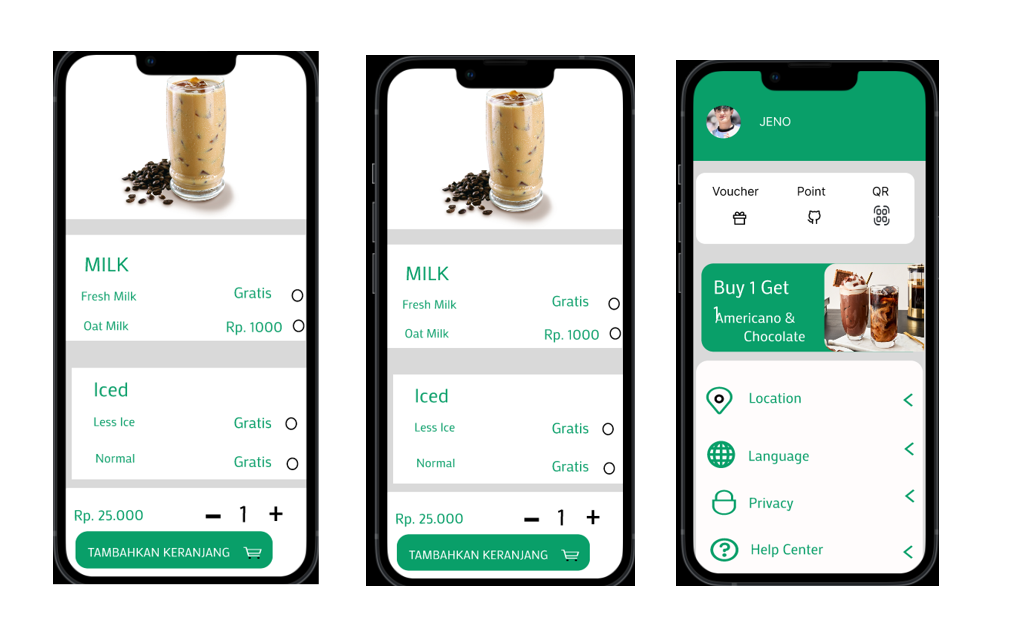 MILK
Fresh Milk Gratis
Oat Milk Rp. 1000
Iced
Less Ice Gratis
Normal Gratis
Rp. 25.000 1
TAMBAHKAN KERANJANG
MILK
Fresh Milk Gratis
Oat Milk Rp. 1000
Iced
Less Ice Gratis
Normal Gratis
Rp. 25.000 1
TAMBAHKAN KERANJANG
JENO
Voucher Point QR
Buy 1 Get
1
Americano &
Chocolate
Location
Language
Privacy
Help Center